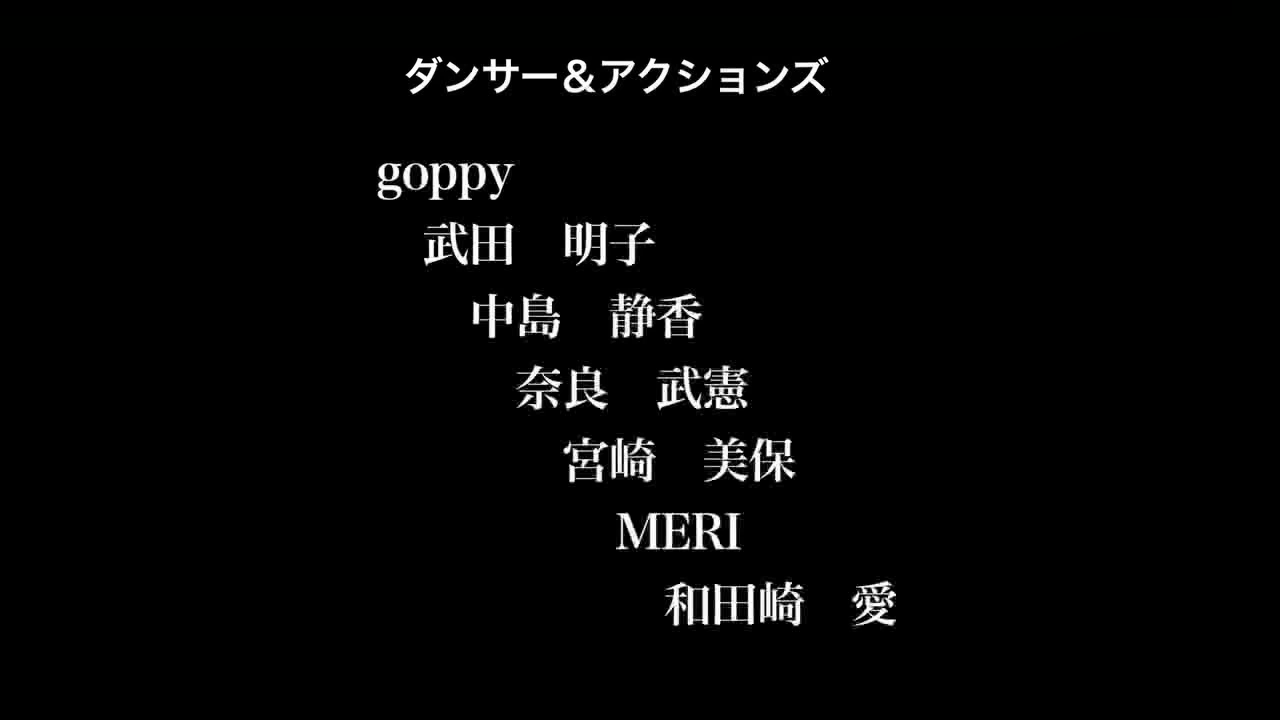 ダンサー＆アクションズ
goppy
武田　明子
中島　静香
奈良　武憲
宮崎　美保
MERI
和田崎　愛